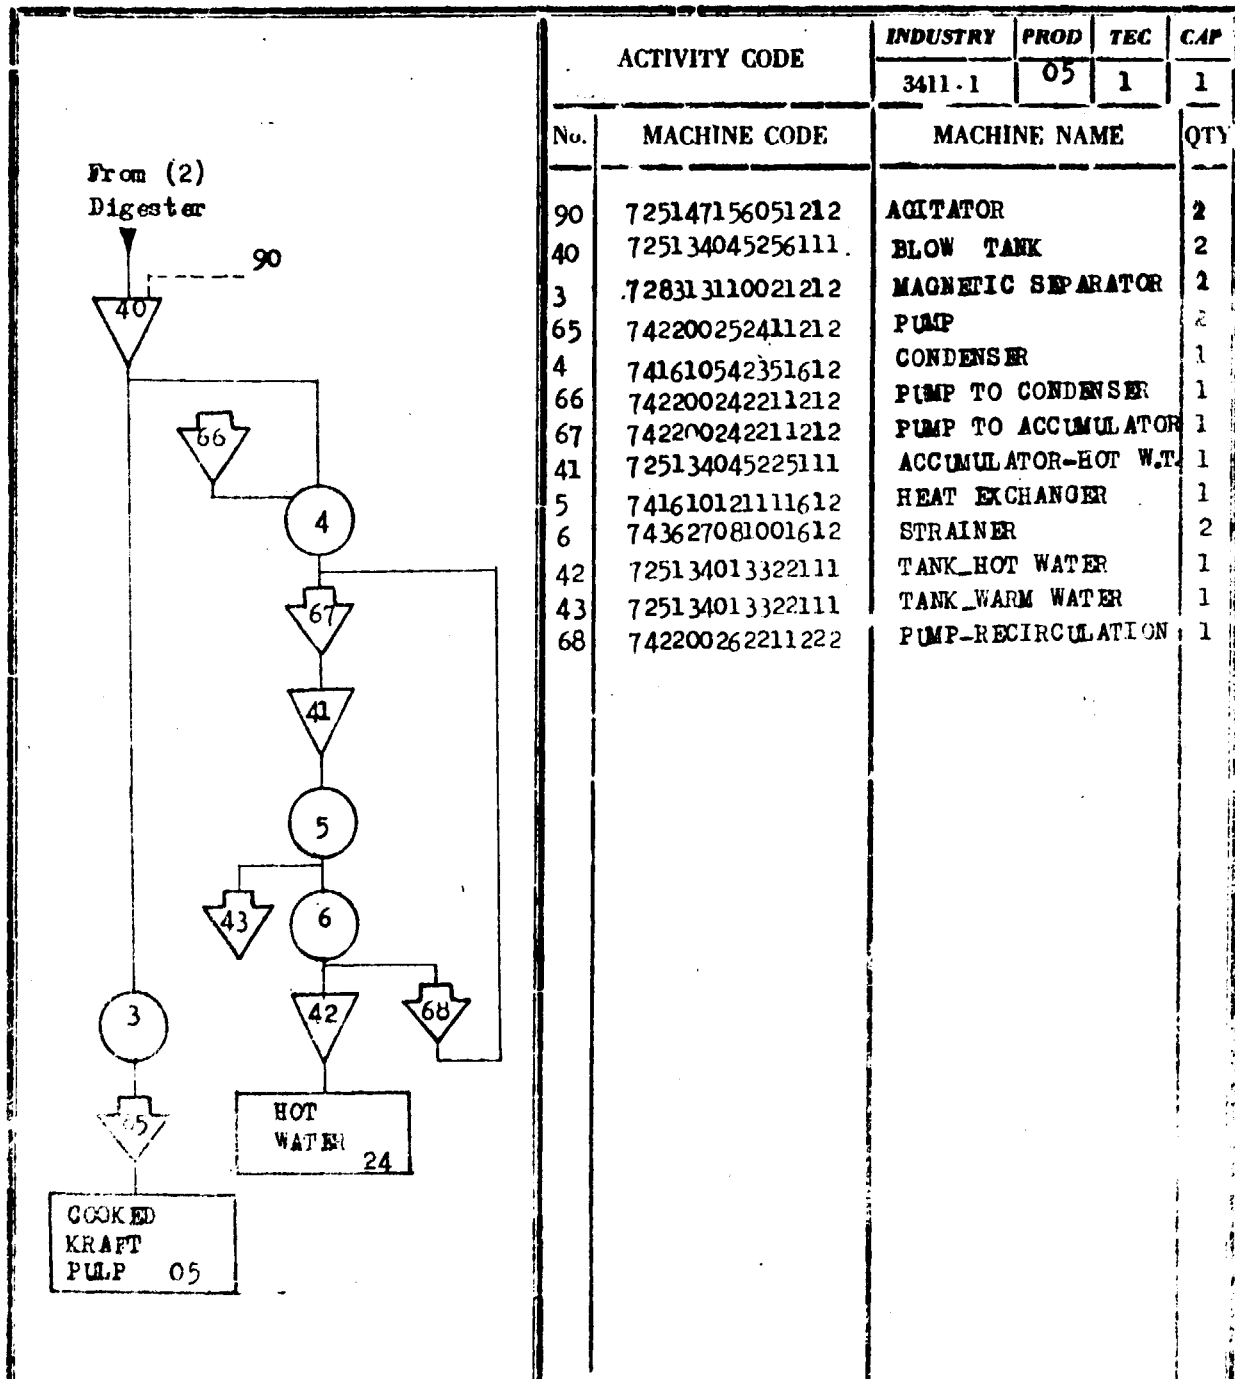 From (2)
Digester
90
40
66
4
67
41
5
43
6
3
42
68
65
HOT
WATER
24
COOKED
KRAFT
PULP 05
ACTIVITY CODE
INDUSTRY PROD TEC CAP
3411-1 05 1 1
No. MACHINE CODE MACHINE NAME QTY
90 725147156051212 AGITATOR 2
40 725134045256111. BLOW TANK 2
3 .728313110021212 MAGNETIC SEPARATOR 2
65 742200252411212 PUMP 2
4 741610542351612 CONDENSER 1
66 742200242211212 PUMP TO CONDENSER 1
67 742200242211212 PUMP TO ACCUMULATOR 1
41 725134045225111 ACCUMULATOR-HOT W.T. 1
5 741610121111612 HEAT EXCHANGER 1
6 743627081001612 STRAINER 2
42 725134013322111 TANK_HOT WATER 1
43 725134013322111 TANK_WARM WATER 1
68 742200262211222 PUMP-RECIRCULATION 1